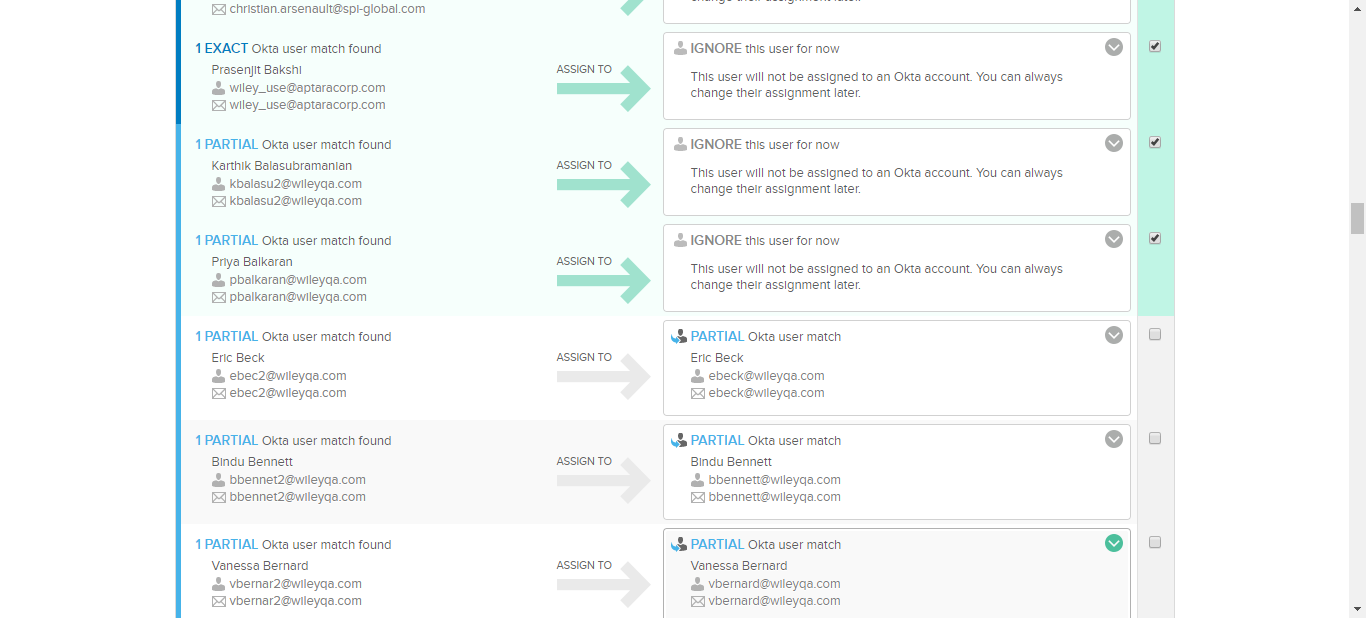 christian.arsenault@spi-global.com
change their assignment later.
1 EXACT Okta user match found
Prasenjit Bakshi
wiley_use@aptaracorp.com
wiley_use@aptaracorp.com
ASSIGN TO
IGNORE this user for now
This user will not be assigned to an Okta account. You can always
change their assignment later.
1 PARTIAL Okta user match found
Karthik Balasubramanian
kbalasu2@wileyqa.com
kbalasu2@wileyqa.com
ASSIGN TO
IGNORE this user for now
This user will not be assigned to an Okta account. You can always
change their assignment later.
1 PARTIAL Okta user match found
Priya Balkaran
pbalkaran@wileyqa.com
pbalkaran@wileyqa.com
ASSIGN TO
IGNORE this user for now
This user will not be assigned to an Okta account. You can always
change their assignment later.
1 PARTIAL Okta user match found
Eric Beck
ebec2@wileyqa.com
ebec2@wileyqa.com
ASSIGN TO
PARTIAL Okta user match
Eric Beck
ebeck@wileyqa.com
ebeck@wileyqa.com
1 PARTIAL Okta user match found
Bindu Bennett
bbennet2@wileyqa.com
bbennet2@wileyqa.com
ASSIGN TO
PARTIAL Okta user match
Bindu Bennett
bbennett@wileyqa.com
bbennett@wileyqa.com
1 PARTIAL Okta user match found
Vanessa Bernard
vbernar2@wileyqa.com
vbernar2@wileyqa.com
ASSIGN TO
PARTIAL Okta user match
Vanessa Bernard
vbernard@wileyqa.com
vbernard@wileyqa.com